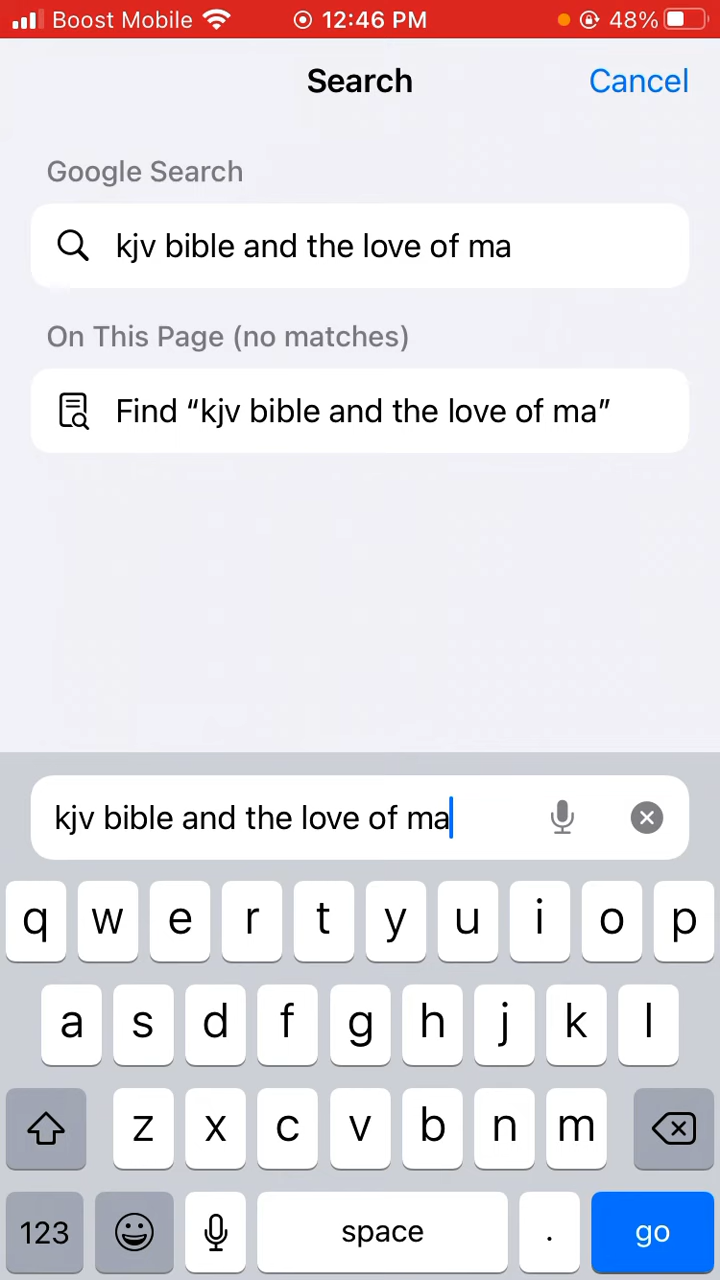 Boost Mobile 12:46 PM 48%
Search Cancel
Google Search
kjv bible and the love of ma
On This Page (no matches)
Find “kjv bible and the love of ma”
kjv bible and the love of ma
q w e r t y u i o p
a s d f g h j k l
z x c v b n m
123 space . go